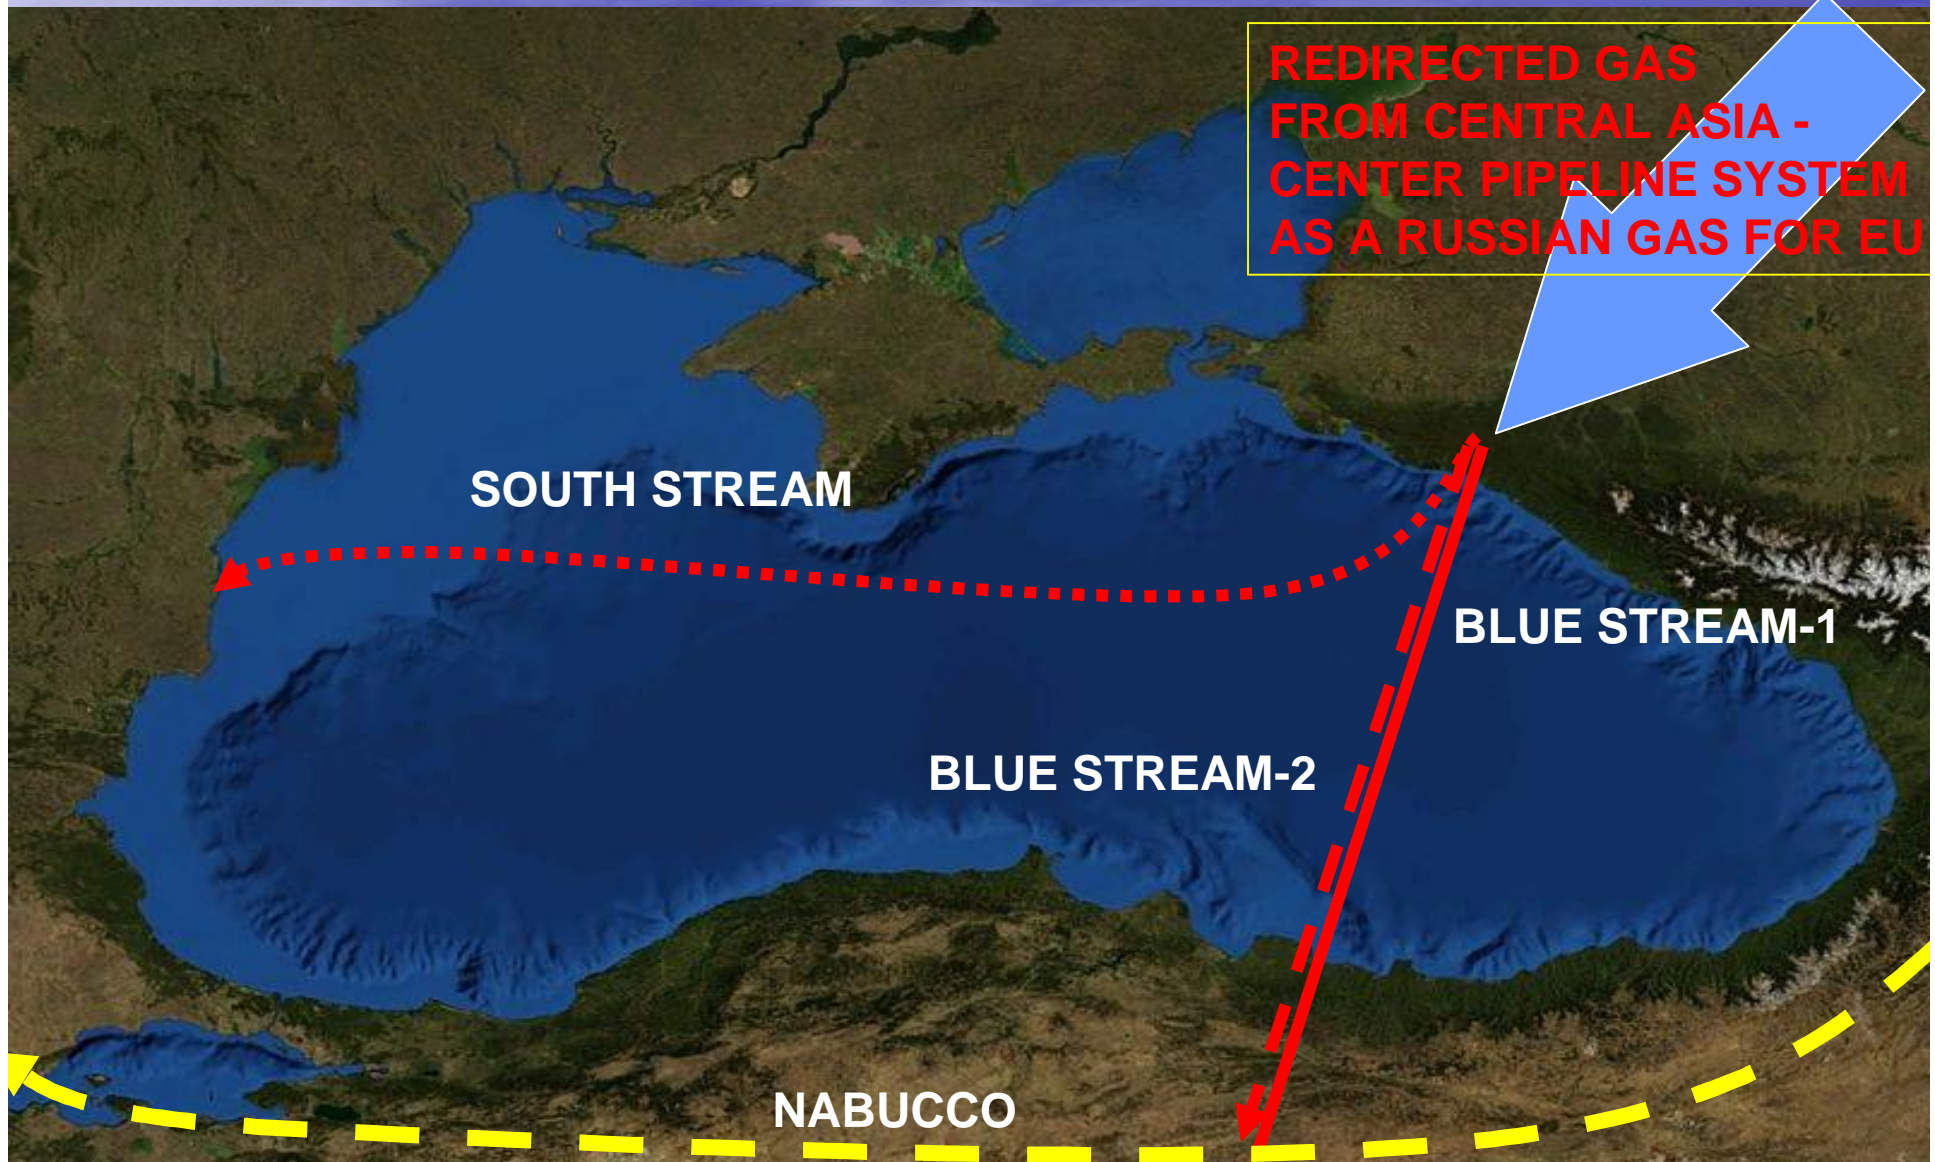 REDIRECTED GAS
FROM CENTRAL ASIA -
CENTER PIPELINE SYSTEM
AS A RUSSIAN GAS FOR EU
SOUTH STREAM
BLUE STREAM-1
BLUE STREAM-2
NABUCCO